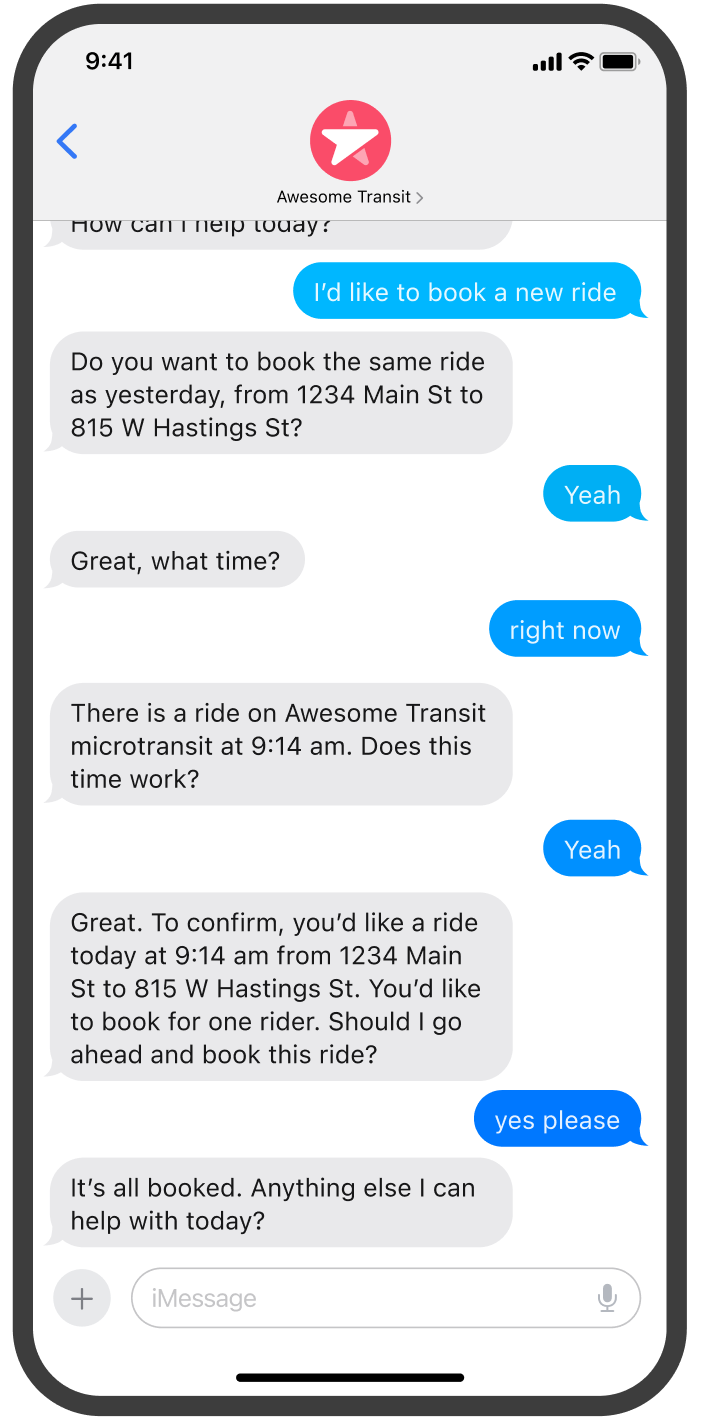 9:41
Awesome Transit
How can I help today?
I’d like to book a new ride
Do you want to book the same ride
as yesterday, from 1234 Main St to
815 W Hastings St?
Yeah
Great, what time?
right now
There is a ride on Awesome Transit
microtransit at 9:14 am. Does this
time work?
Yeah
Great. To confirm, you’d like a ride
today at 9:14 am from 1234 Main
St to 815 W Hastings St. You’d like
to book for one rider. Should I go
ahead and book this ride?
yes please
It’s all booked. Anything else I can
help with today?
iMessage